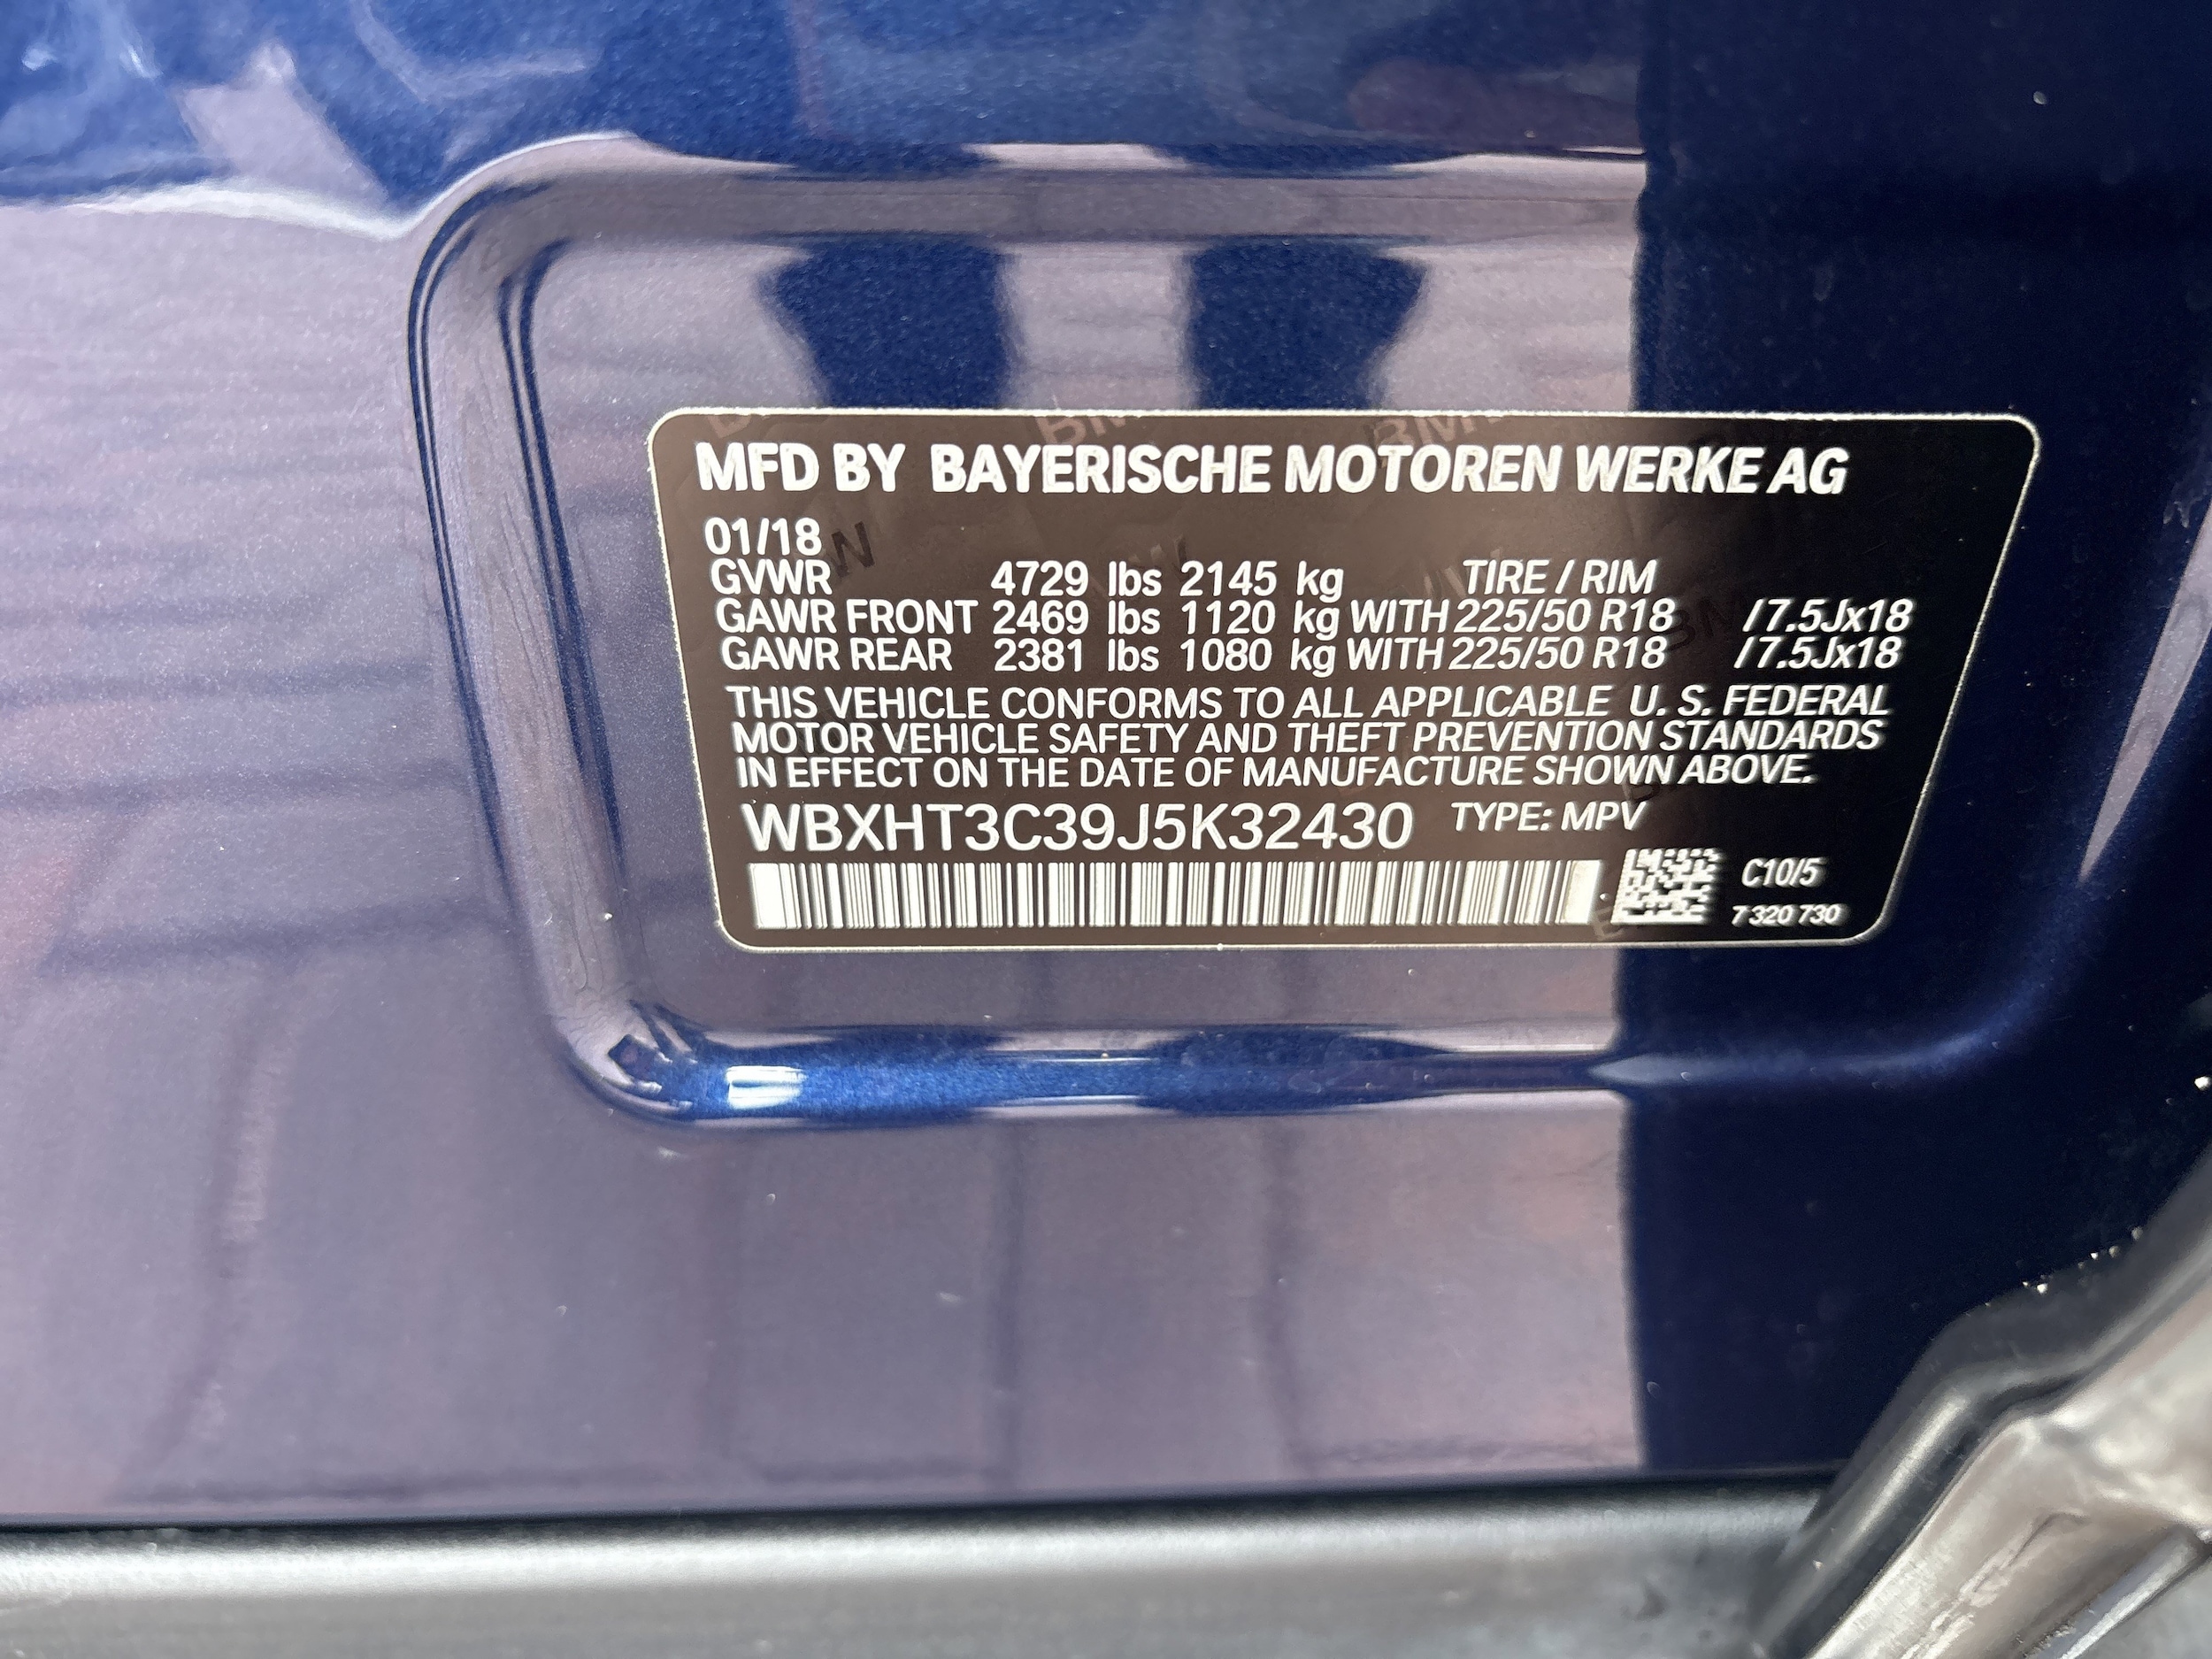 MFD BY BAYERISCHE MOTOREN WERKE AG
01/18
GVWR 4729 lbs 2145 kg TIRE / RIM
GAWR FRONT 2469 lbs 1120 kg WITH 225/50 R18 /7.5Jx18
GAWR REAR 2381 lbs 1080 kg WITH 225/50 R18 /7.5Jx18
THIS VEHICLE CONFORMS TO ALL APPLICABLE U. S. FEDERAL
MOTOR VEHICLE SAFETY AND THEFT PREVENTION STANDARDS
IN EFFECT ON THE DATE OF MANUFACTURE SHOWN ABOVE.
WBXHT3C39J5K32430 TYPE: MPV
C10/5
7 320 730